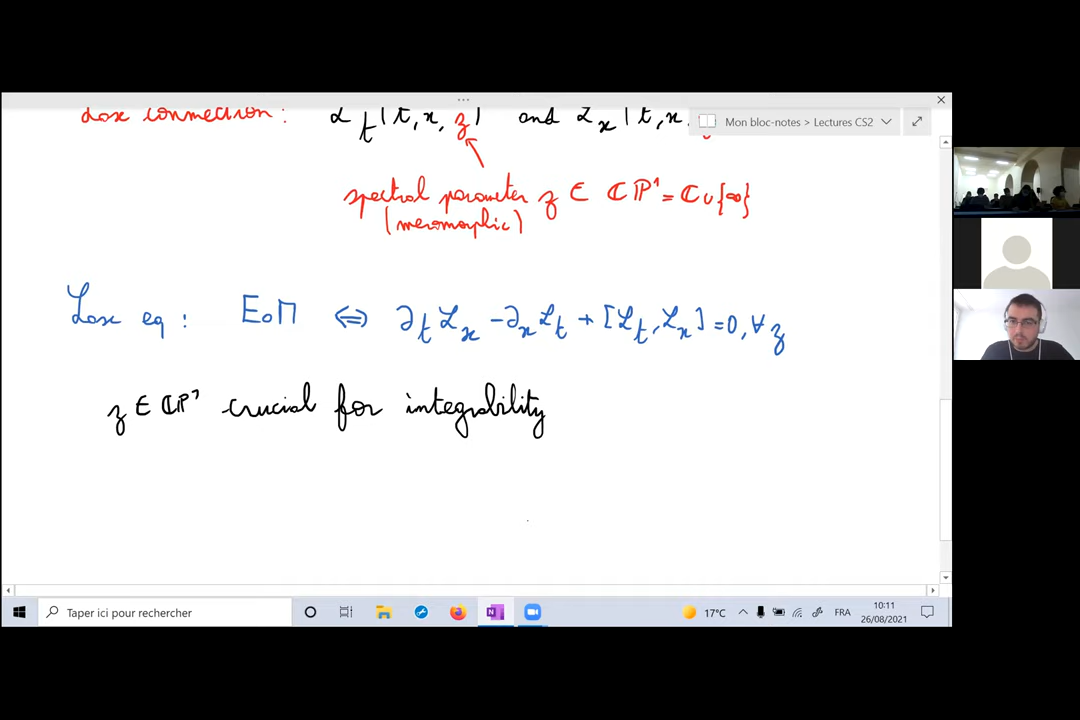 Lax connection: ℒ_t(t, x, z) and ℒ_x(t, x,
Mon bloc-notes > Lectures CS2
spectral parameter z ∈ ℂℙ¹ = ℂ ∪ {∞}
(meromorphic)
Lax eq: EoM ⟺ ∂_t ℒ_x - ∂_x ℒ_t + [ℒ_t, ℒ_x] = 0, ∀ z
z ∈ ℂℙ¹ crucial for integrability
Taper ici pour rechercher
17°C
FRA
10:11
26/08/2021